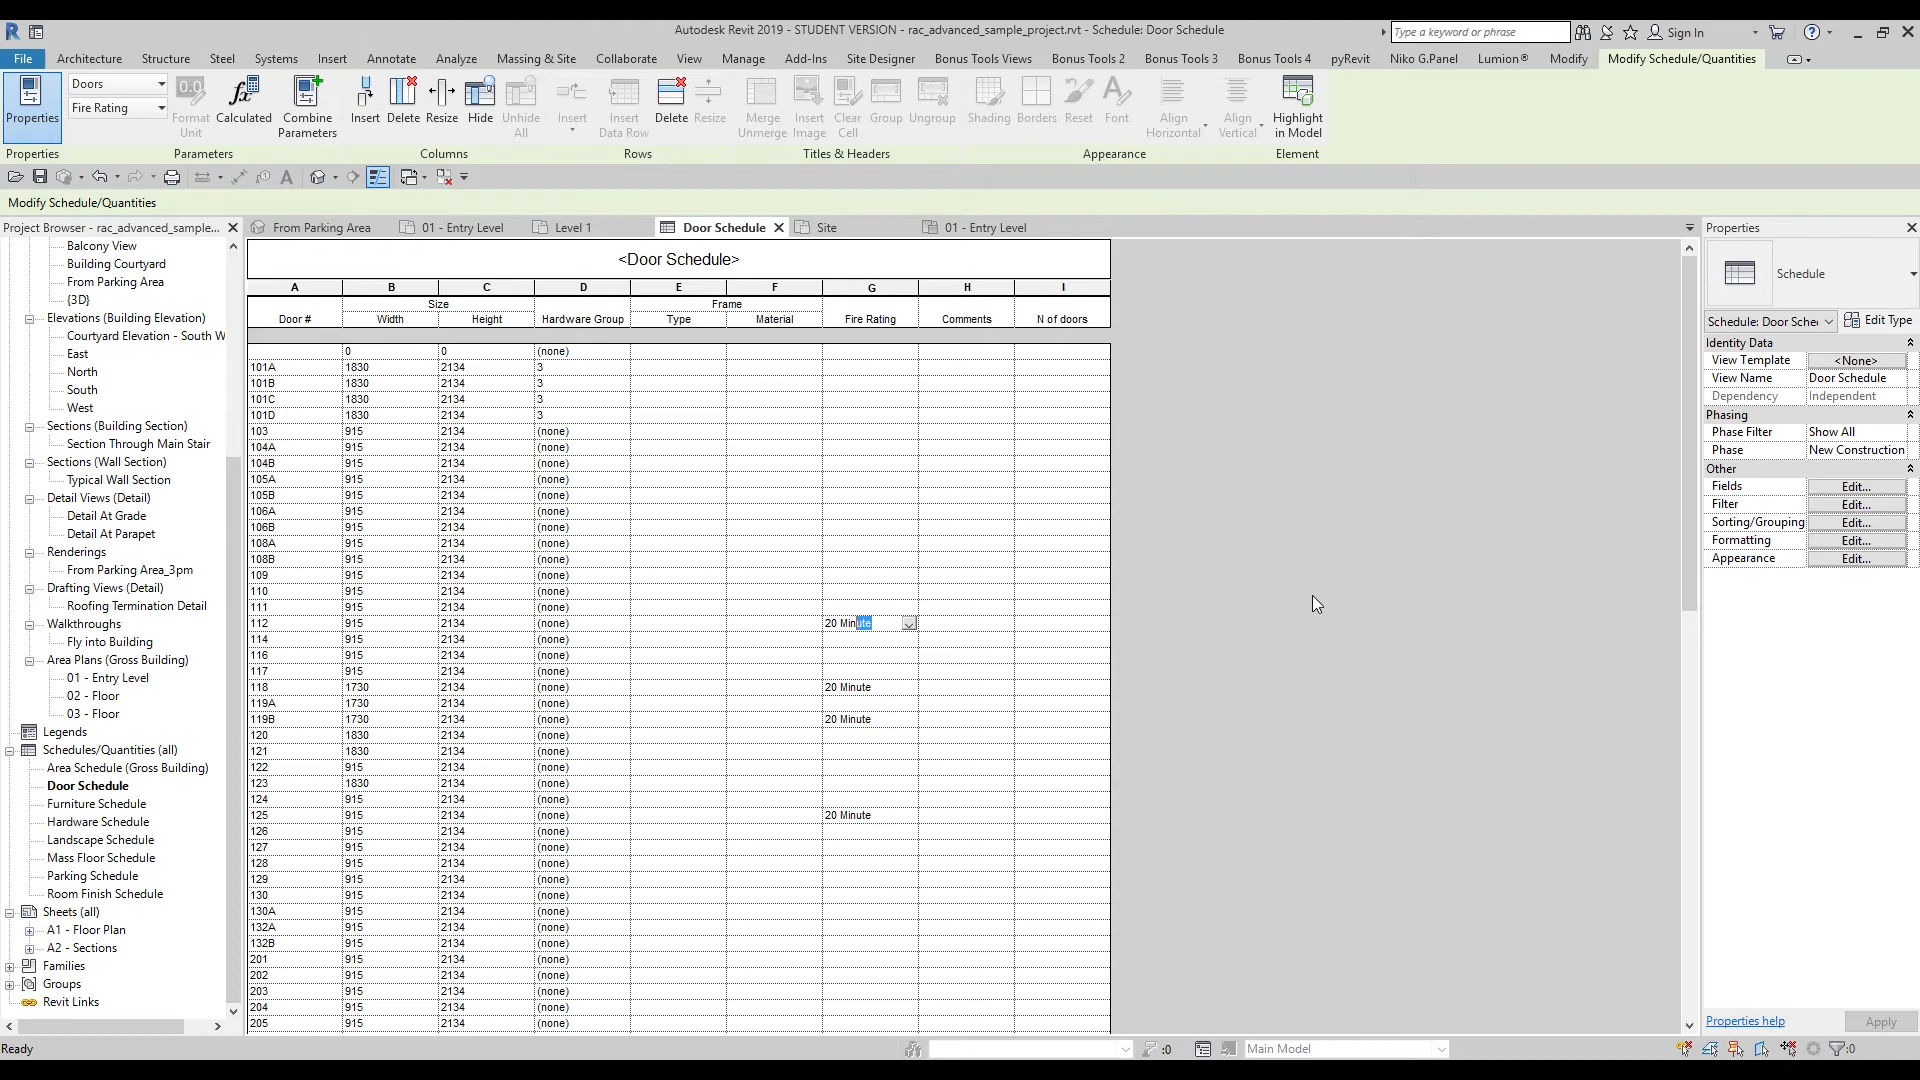 Autodesk Revit 2019 - STUDENT VERSION - rac_advanced_sample_project.rvt - Schedule: Door Schedule
Type a keyword or phrase
Sign In
File Architecture Structure Steel Systems Insert Annotate Analyze Massing & Site Collaborate View Manage Add-Ins Site Designer Bonus Tools Views Bonus Tools 2 Bonus Tools 3 Bonus Tools 4 pyRevit Niko G.Panel Lumion® Modify Modify Schedule/Quantities
Properties
Doors
Fire Rating
0.0
Format Unit
fx
Calculated
Combine Parameters
Insert Delete Resize Hide
Unhide All
Insert
Insert Data Row
Delete Resize
Merge Unmerge
Insert Image
Clear Cell
Group Ungroup
Shading Borders Reset Font
Align Horizontal
Align Vertical
Highlight in Model
Properties Parameters Columns Rows Titles & Headers Appearance Element
Modify Schedule/Quantities
Project Browser - rac_advanced_sample...
From Parking Area 01 - Entry Level Level 1 Door Schedule Site 01 - Entry Level
Balcony View
Building Courtyard
From Parking Area
{3D}
Elevations (Building Elevation)
Courtyard Elevation - South W
East
North
South
West
Sections (Building Section)
Section Through Main Stair
Sections (Wall Section)
Typical Wall Section
Detail Views (Detail)
Detail At Grade
Detail At Parapet
Renderings
From Parking Area_3pm
Drafting Views (Detail)
Roofing Termination Detail
Walkthroughs
Fly into Building
Area Plans (Gross Building)
01 - Entry Level
02 - Floor
03 - Floor
Legends
Schedules/Quantities (all)
Area Schedule (Gross Building)
Door Schedule
Furniture Schedule
Hardware Schedule
Landscape Schedule
Mass Floor Schedule
Parking Schedule
Room Finish Schedule
Sheets (all)
A1 - Floor Plan
A2 - Sections
Families
Groups
Revit Links
<Door Schedule>
A B C D E F G H I
Size Frame
Door # Width Height Hardware Group Type Material Fire Rating Comments N of doors
0 0 (none)
101A 1830 2134 3
101B 1830 2134 3
101C 1830 2134 3
101D 1830 2134 3
103 915 2134 (none)
104A 915 2134 (none)
104B 915 2134 (none)
105A 915 2134 (none)
105B 915 2134 (none)
106A 915 2134 (none)
106B 915 2134 (none)
108A 915 2134 (none)
108B 915 2134 (none)
109 915 2134 (none)
110 915 2134 (none)
111 915 2134 (none)
112 915 2134 (none) 20 Minute
114 915 2134 (none)
116 915 2134 (none)
117 915 2134 (none)
118 1730 2134 (none) 20 Minute
119A 1730 2134 (none)
119B 1730 2134 (none) 20 Minute
120 1830 2134 (none)
121 1830 2134 (none)
122 915 2134 (none)
123 1830 2134 (none)
124 915 2134 (none)
125 915 2134 (none) 20 Minute
126 915 2134 (none)
127 915 2134 (none)
128 915 2134 (none)
129 915 2134 (none)
130 915 2134 (none)
130A 915 2134 (none)
132A 915 2134 (none)
132B 915 2134 (none)
201 915 2134 (none)
202 915 2134 (none)
203 915 2134 (none)
204 915 2134 (none)
205 915 2134 (none)
Properties
Schedule
Schedule: Door Schec
Edit Type
Identity Data
View Template <None>
View Name Door Schedule
Dependency Independent
Phasing
Phase Filter Show All
Phase New Construction
Other
Fields Edit...
Filter Edit...
Sorting/Grouping Edit...
Formatting Edit...
Appearance Edit...
Properties help
Apply
Ready
:0
Main Model
:0